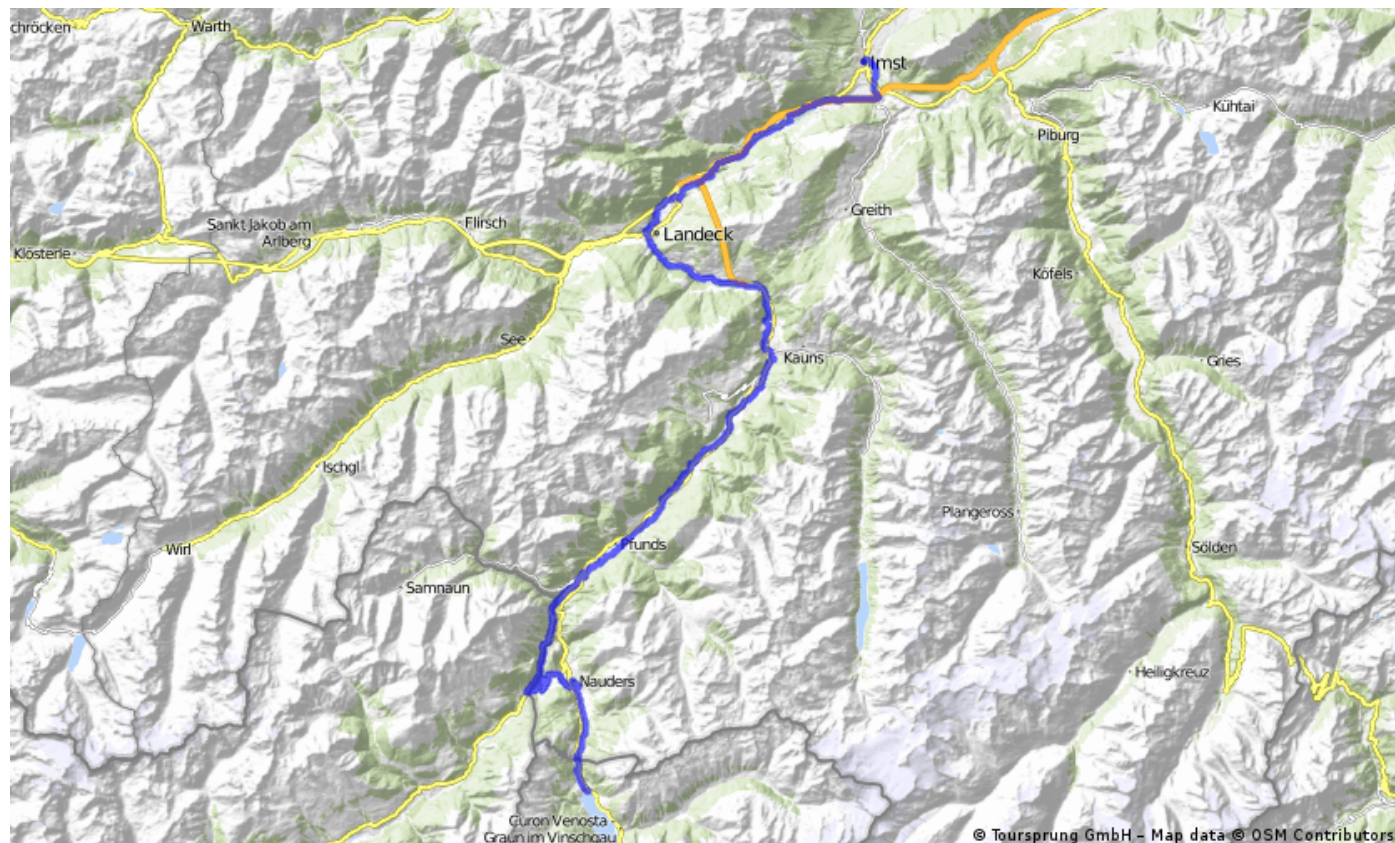 chröcken
Warth
Imst
Kühtai
Piburg
Greith
Sankt Jakob am
Arlberg
Flirsch
Landeck
Klösterle
Köfels
See
Kauns
Gries
Ischgl
Plangeross
Pfunds
Wirl
Sölden
Samnaun
Heiligkreuz
Nauders
Curon Venosta
Graun im Vinschgau
© Toursprung GmbH – Map data © OSM Contributors